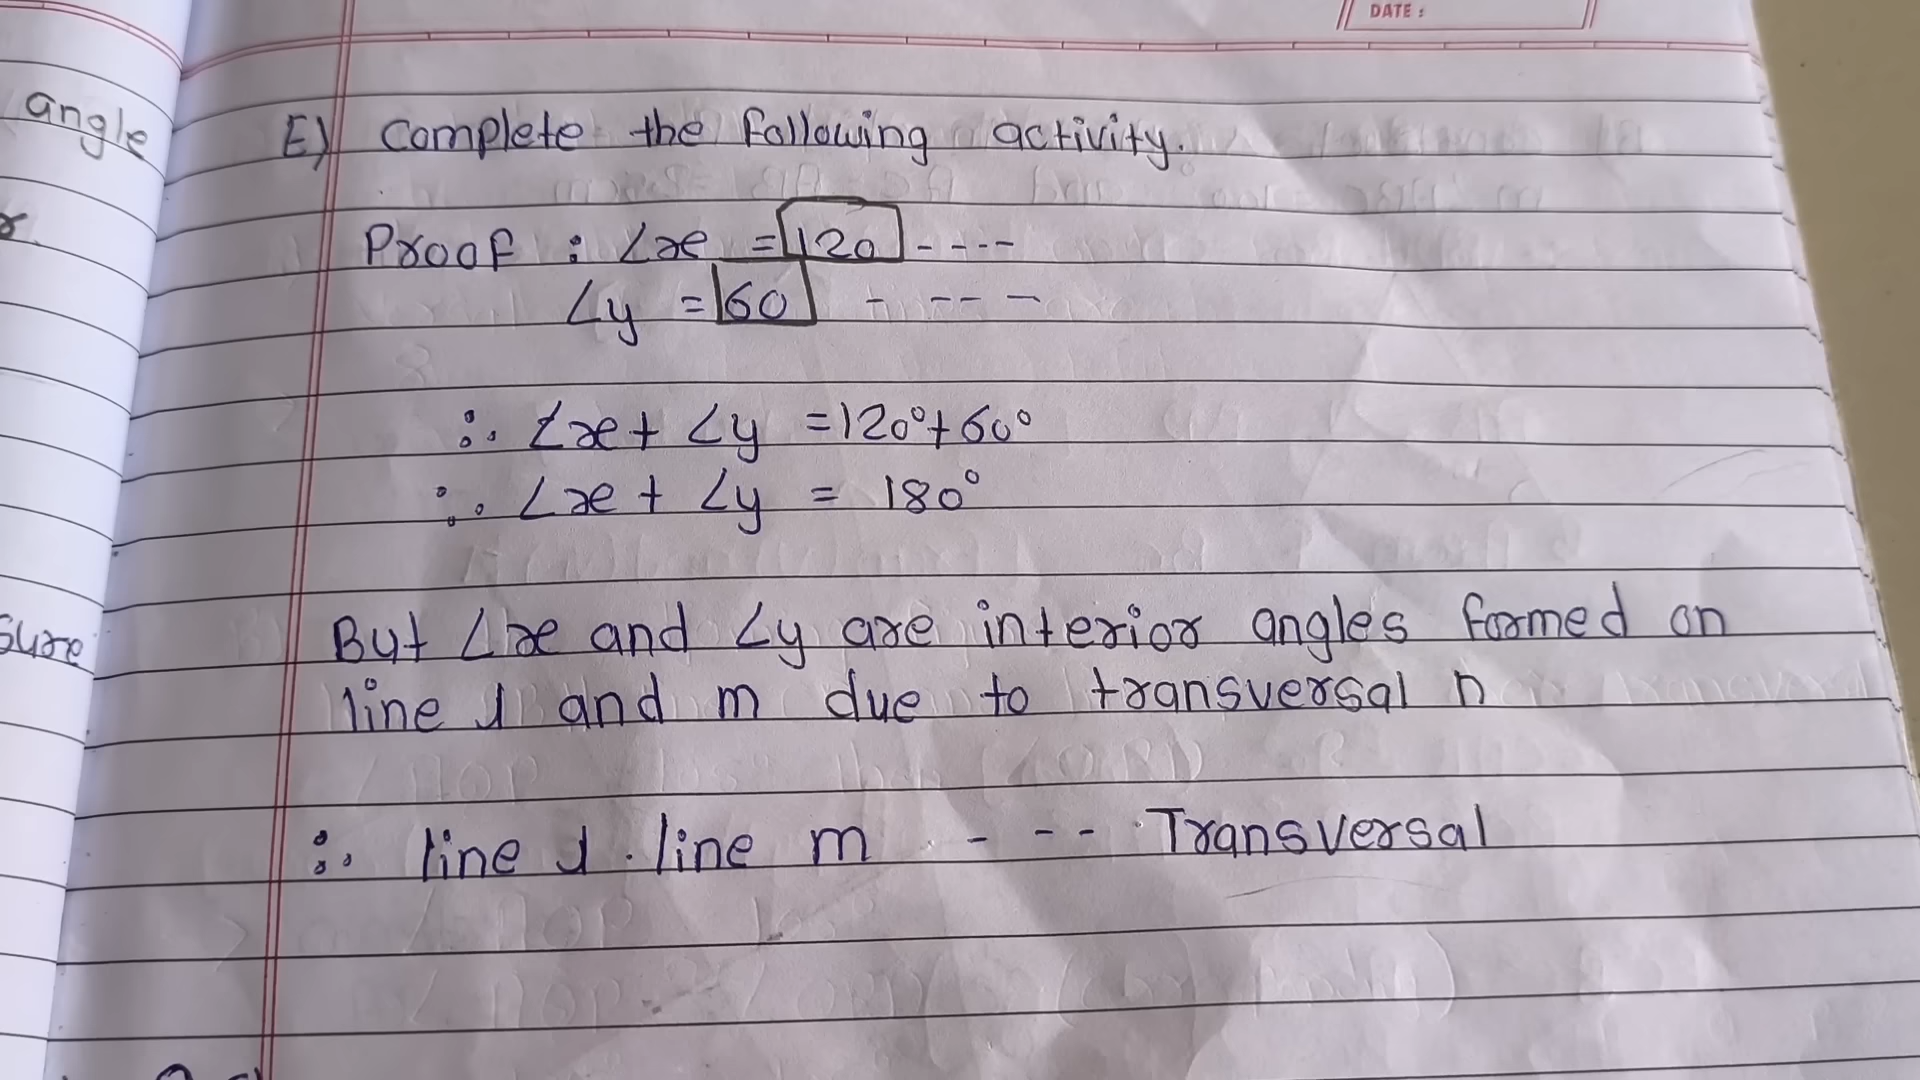 DATE :
angle
E) Complete the following activity.
Proof : ∠x = 120 ----
∠y = 60 - -- -
∴ ∠x + ∠y = 120° + 60°
∴ ∠x + ∠y = 180°
sure
But ∠x and ∠y are interior angles formed on
line l and m due to transversal n
∴ line l . line m - - - Transversal